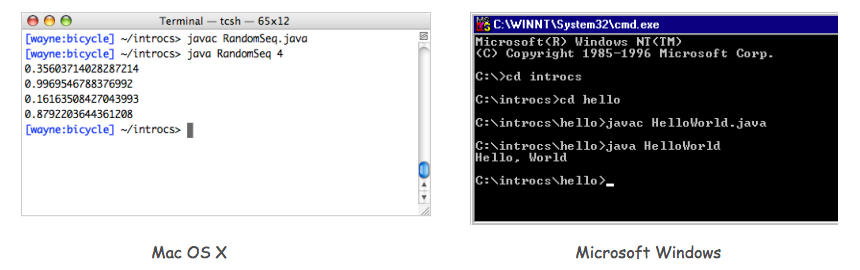 Terminal — tcsh — 65x12
[wayne:bicycle] ~/introcs> javac RandomSeq.java
[wayne:bicycle] ~/introcs> java RandomSeq 4
0.35603714028287214
0.9969546788376992
0.16163508427043993
0.8792203644361208
[wayne:bicycle] ~/introcs>
Mac OS X
C:\WINNT\System32\cmd.exe
Microsoft(R) Windows NT(TM)
(C) Copyright 1985-1996 Microsoft Corp.
C:\>cd introcs
C:\introcs>cd hello
C:\introcs\hello>javac HelloWorld.java
C:\introcs\hello>java HelloWorld
Hello, World
C:\introcs\hello>_
Microsoft Windows